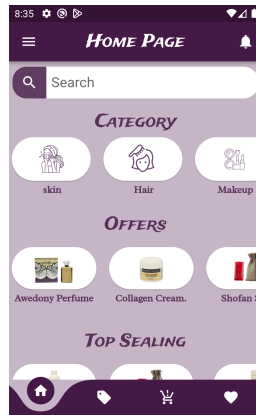 8:35
Home Page
Search
Category
skin
Hair
Makeup
Offers
Awedony Perfume
Collagen Cream.
Shofan S
Top Sealing